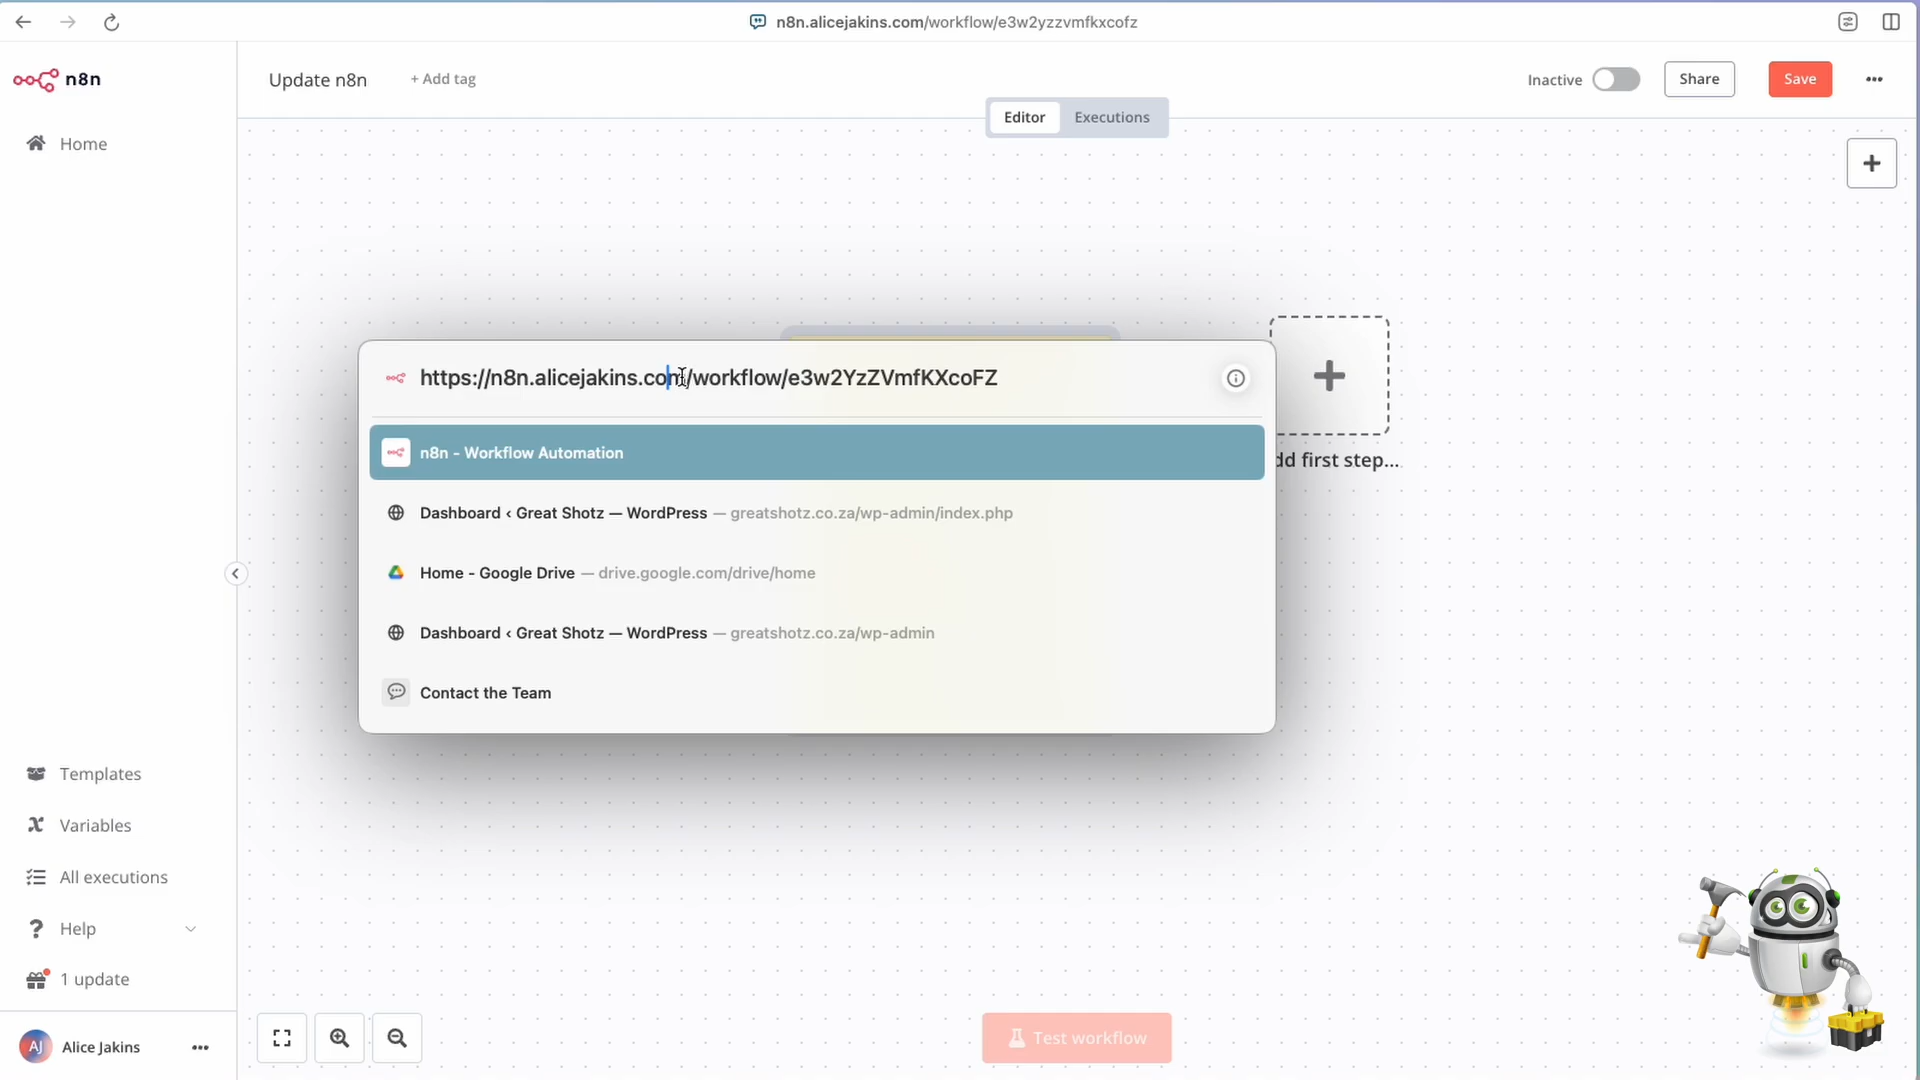 n8n.alicejakins.com/workflow/e3w2yzzvmfkxcofz
n8n
Update n8n
+ Add tag
Inactive
Share
Save
Editor
Executions
Home
https://n8n.alicejakins.com/workflow/e3w2YzZVmfKXcoFZ
n8n - Workflow Automation
dd first step...
Dashboard ‹ Great Shotz — WordPress — greatshotz.co.za/wp-admin/index.php
Home - Google Drive — drive.google.com/drive/home
Dashboard ‹ Great Shotz — WordPress — greatshotz.co.za/wp-admin
Contact the Team
Templates
Variables
All executions
Help
1 update
AJ
Alice Jakins
Test workflow